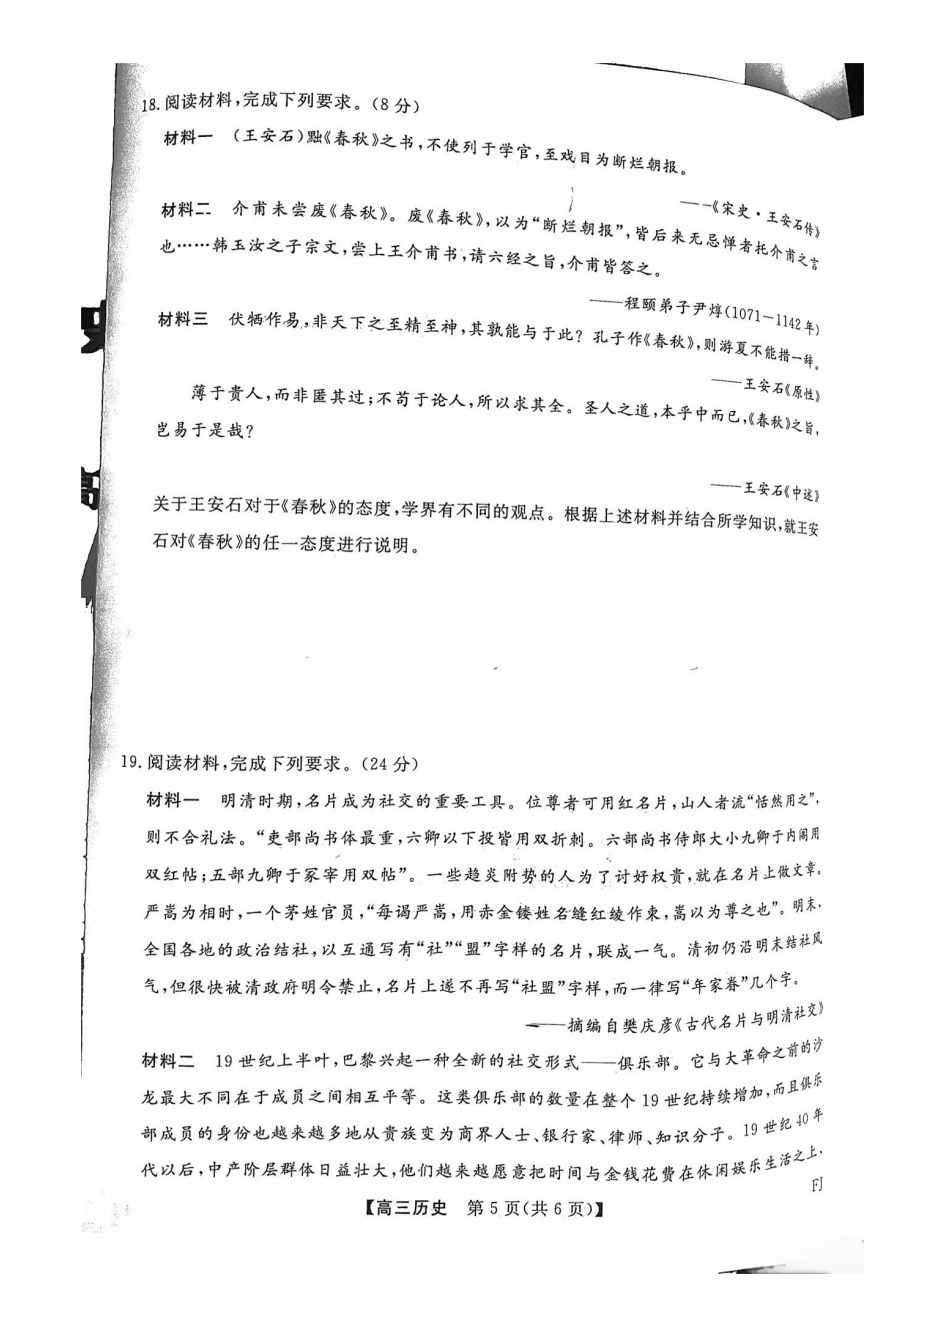 18.阅读材料,完成下列要求。(8分)
材料一 (王安石)黜《春秋》之书,不使列于学官,至戏目为断烂朝报。
——《宋史·王安石传》
材料二 介甫未尝废《春秋》。废《春秋》,以为“断烂朝报”,皆后来无忌惮者托介甫之言
也……韩玉汝之子宗文,尝上王介甫书,请六经之旨,介甫皆答之。
——程颐弟子尹焞(1071-1142年)
材料三 伏牺作易,非天下之至精至神,其孰能与于此?孔子作《春秋》,则游夏不能措一辞。
——王安石《原性》
薄于责人,而非匿其过;不苟于论人,所以求其全。圣人之道,本乎中而已,《春秋》之旨,
岂易于是哉?
——王安石《中述》
关于王安石对于《春秋》的态度,学界有不同的观点。根据上述材料并结合所学知识,就王安
石对《春秋》的任一态度进行说明。
19.阅读材料,完成下列要求。(24分)
材料一 明清时期,名片成为社交的重要工具。位尊者可用红名片,山人者流“恬然用之”,
则不合礼法。“吏部尚书体最重,六卿以下投皆用双折刺。六部尚书侍郎大小九卿于内阁用
双红帖;五部九卿于冢宰用双帖”。一些趋炎附势的人为了讨好权贵,就在名片上做文章。
严嵩为相时,一个茅姓官员,“每谒严嵩,用赤金镂姓名缝红绫作束,嵩以为尊之也”。明末,
全国各地的政治结社,以互通写有“社”“盟”字样的名片,联成一气。清初仍沿明末结社风
气,但很快被清政府明令禁止,名片上遂不再写“社盟”字样,而一律写“年家眷”几个字。
——摘编自樊庆彦《古代名片与明清社交》
材料二 19世纪上半叶,巴黎兴起一种全新的社交形式——俱乐部。它与大革命之前的沙
龙最大不同在于成员之间相互平等。这类俱乐部的数量在整个19世纪持续增加,而且俱乐
部成员的身份也越来越多地从贵族变为商界人士、银行家、律师、知识分子。19世纪40年
代以后,中产阶层群体日益壮大,他们越来越愿意把时间与金钱花费在休闲娱乐生活之上.
FJ
【高三历史 第5页(共6页)】